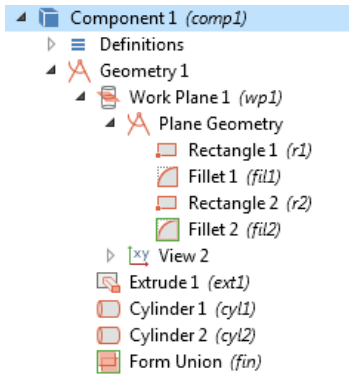 Component 1 (comp1)
Definitions
Geometry 1
Work Plane 1 (wp1)
Plane Geometry
Rectangle 1 (r1)
Fillet 1 (fil1)
Rectangle 2 (r2)
Fillet 2 (fil2)
xy View 2
Extrude 1 (ext1)
Cylinder 1 (cyl1)
Cylinder 2 (cyl2)
Form Union (fin)